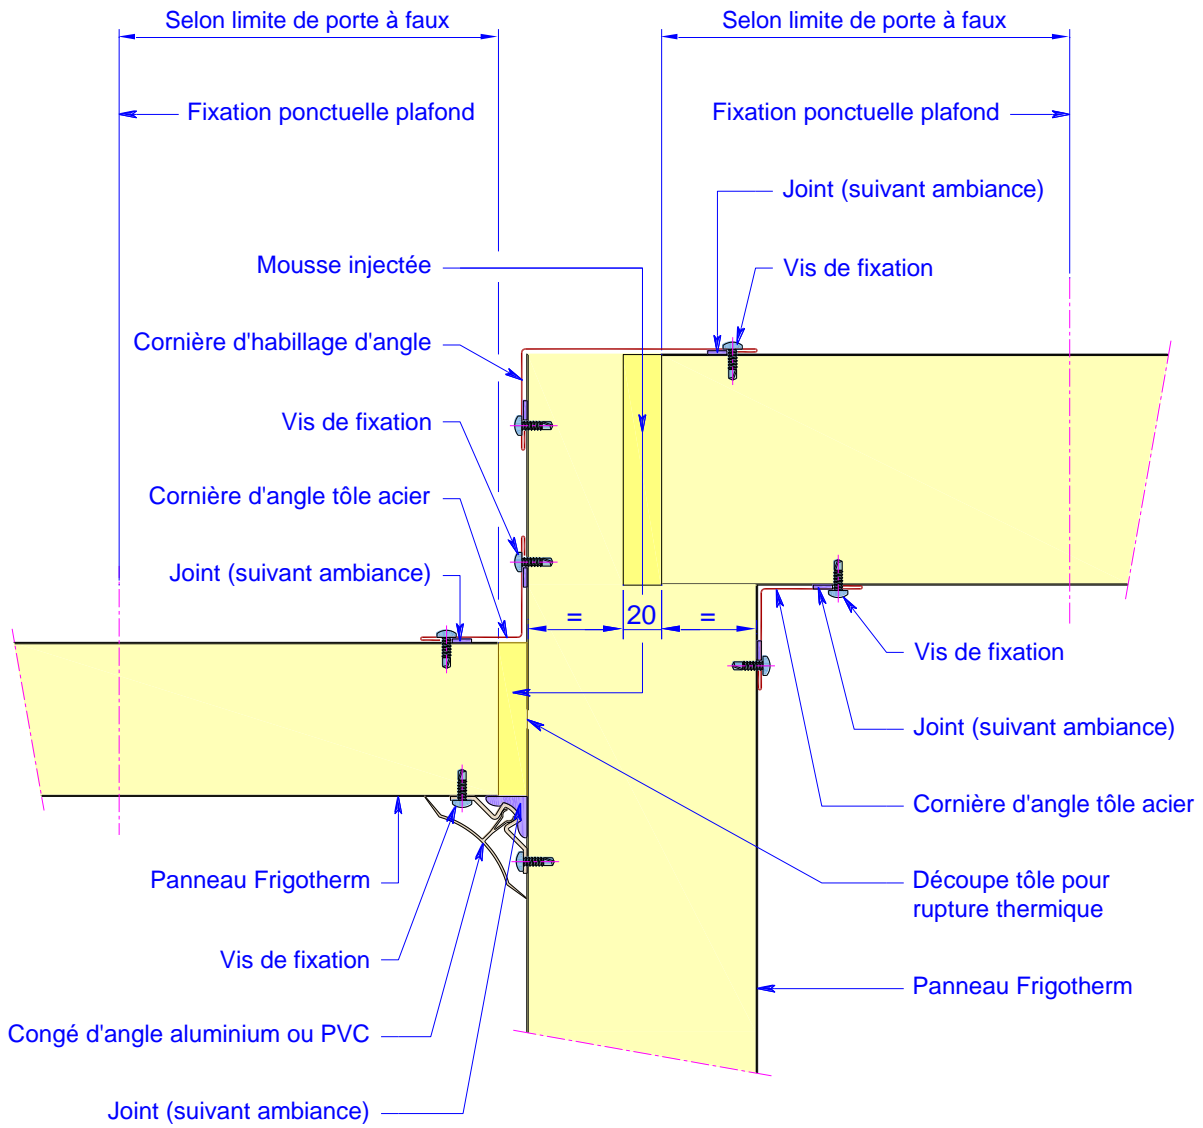 Selon limite de porte à faux
Selon limite de porte à faux
Fixation ponctuelle plafond
Fixation ponctuelle plafond
Joint (suivant ambiance)
Mousse injectée
Vis de fixation
Cornière d'habillage d'angle
Vis de fixation
Cornière d'angle tôle acier
Joint (suivant ambiance)
= 20 =
Vis de fixation
Joint (suivant ambiance)
Cornière d'angle tôle acier
Panneau Frigotherm
Découpe tôle pour
rupture thermique
Vis de fixation
Panneau Frigotherm
Congé d'angle aluminium ou PVC
Joint (suivant ambiance)